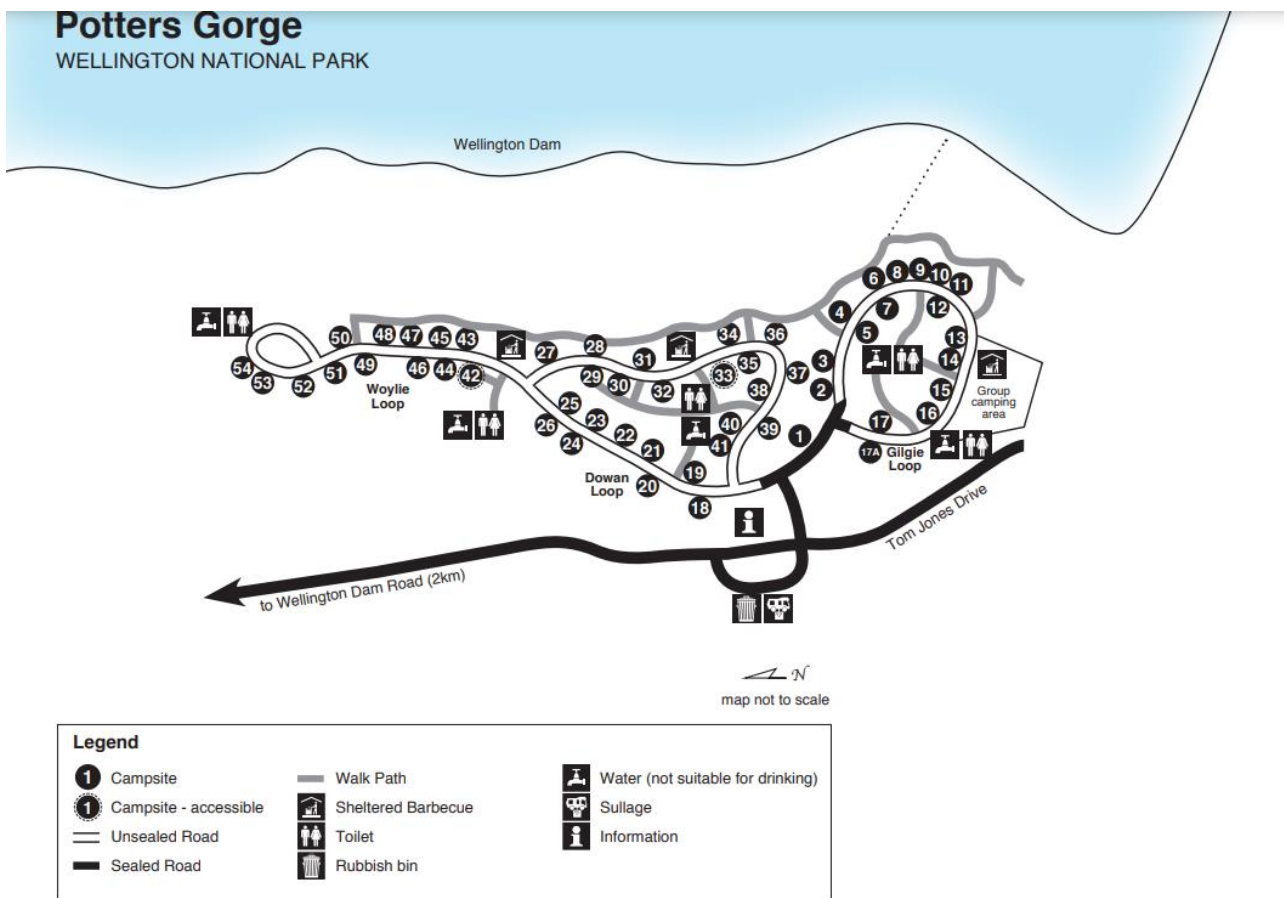 Potters Gorge
WELLINGTON NATIONAL PARK
Wellington Dam
6
8
9
10
11
4
7
12
5
13
3
14
2
15
16
17
17A
1
Group
camping
area
Gilgie
Loop
50
48
47
45
43
27
28
31
34
36
54
53
52
51
49
46
44
42
29
30
32
33
35
37
38
Woylie
Loop
25
26
24
23
22
21
40
39
41
20
19
18
Dowan
Loop
i
Tom Jones Drive
to Wellington Dam Road (2km)
N
map not to scale
Legend
1 Campsite
1 Campsite - accessible
Unsealed Road
Sealed Road
Walk Path
Sheltered Barbecue
Toilet
Rubbish bin
Water (not suitable for drinking)
Sullage
i Information